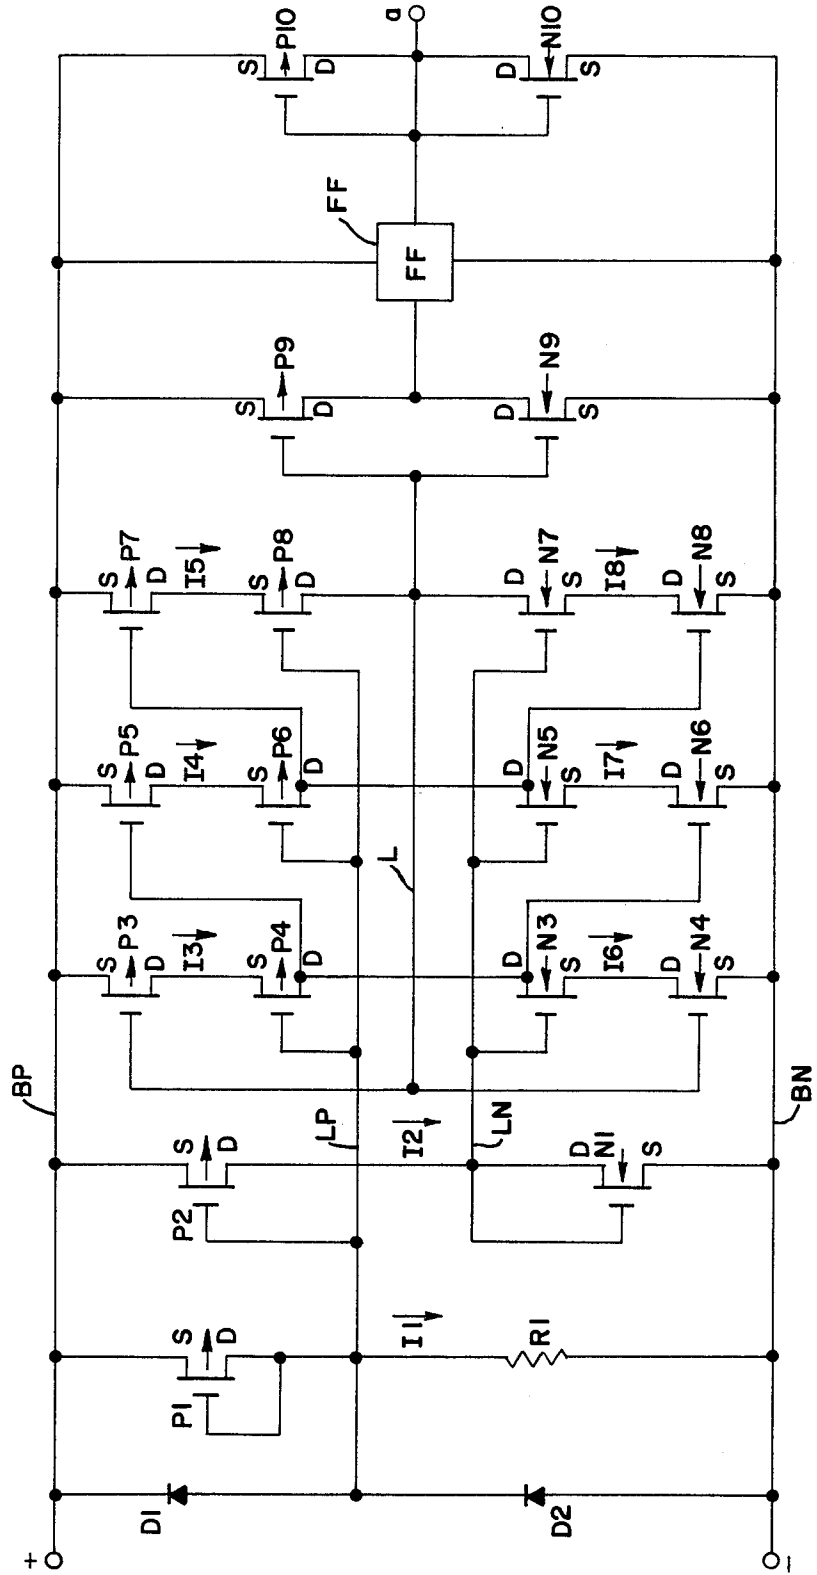 +
BP
D1
P1
S
D
P2
S
D
S
P3
D
I3
S
P4
D
S
P5
D
I4
S
P6
D
S
P7
D
I5
S
P8
D
S
P9
D
S
P10
D
a
LP
L
FF
FF
I1
I2
LN
R1
D2
D
N1
S
D
N3
S
I6
D
N4
S
D
N5
S
I7
D
N6
S
D
N7
S
I8
D
N8
S
D
N9
S
D
N10
S
BN
−